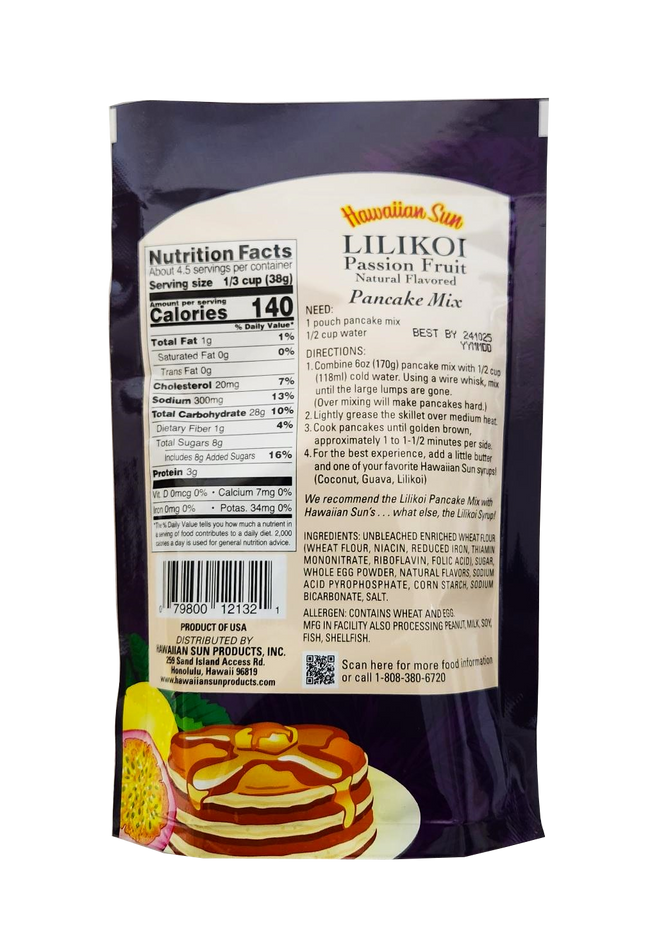 Hawaiian Sun
LILIKOI
Passion Fruit
Natural Flavored
Pancake Mix
Nutrition Facts
About 4.5 servings per container
Serving size 1/3 cup (38g)
Amount per serving
Calories 140
% Daily Value*
Total Fat 1g 1%
Saturated Fat 0g 0%
Trans Fat 0g
Cholesterol 20mg 7%
Sodium 300mg 13%
Total Carbohydrate 28g 10%
Dietary Fiber 1g 4%
Total Sugars 8g
Includes 8g Added Sugars 16%
Protein 3g
Vit. D 0mcg 0% • Calcium 7mg 0%
Iron 0mg 0% • Potas. 34mg 0%
*The % Daily Value tells you how much a nutrient in
a serving of food contributes to a daily diet. 2,000
calories a day is used for general nutrition advice.
0 79800 12132 1
PRODUCT OF USA
DISTRIBUTED BY
HAWAIIAN SUN PRODUCTS, INC.
259 Sand Island Access Rd.
Honolulu, Hawaii 96819
www.hawaiiansunproducts.com
NEED:
1 pouch pancake mix
1/2 cup water
BEST BY 241025
YYMMDD
DIRECTIONS:
1. Combine 6oz (170g) pancake mix with 1/2 cup
(118ml) cold water. Using a wire whisk, mix
until the large lumps are gone.
(Over mixing will make pancakes hard.)
2. Lightly grease the skillet over medium heat.
3. Cook pancakes until golden brown,
approximately 1 to 1-1/2 minutes per side.
4. For the best experience, add a little butter
and one of your favorite Hawaiian Sun syrups!
(Coconut, Guava, Lilikoi)
We recommend the Lilikoi Pancake Mix with
Hawaiian Sun's . . . what else, the Lilikoi Syrup!
INGREDIENTS: UNBLEACHED ENRICHED WHEAT FLOUR
(WHEAT FLOUR, NIACIN, REDUCED IRON, THIAMIN
MONONITRATE, RIBOFLAVIN, FOLIC ACID), SUGAR,
WHOLE EGG POWDER, NATURAL FLAVORS, SODIUM
ACID PYROPHOSPHATE, CORN STARCH, SODIUM
BICARBONATE, SALT.
ALLERGEN: CONTAINS WHEAT AND EGG.
MFG IN FACILITY ALSO PROCESSING PEANUT, MILK, SOY,
FISH, SHELLFISH.
Scan here for more food information
or call 1-808-380-6720